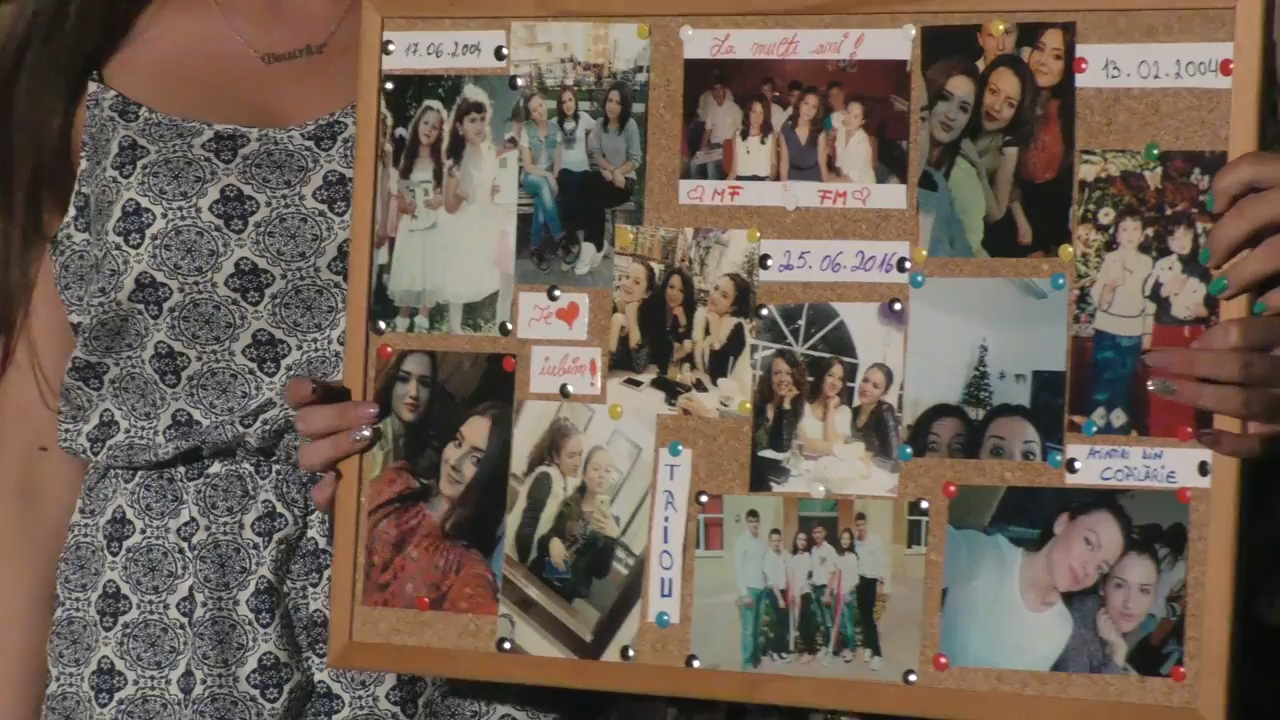 17.06.2004
La mulți ani!
13.02.2004
MF
FM
25.06.2016
Te
iubim
TRiOU
AMINTIRI DIN
COPILĂRIE